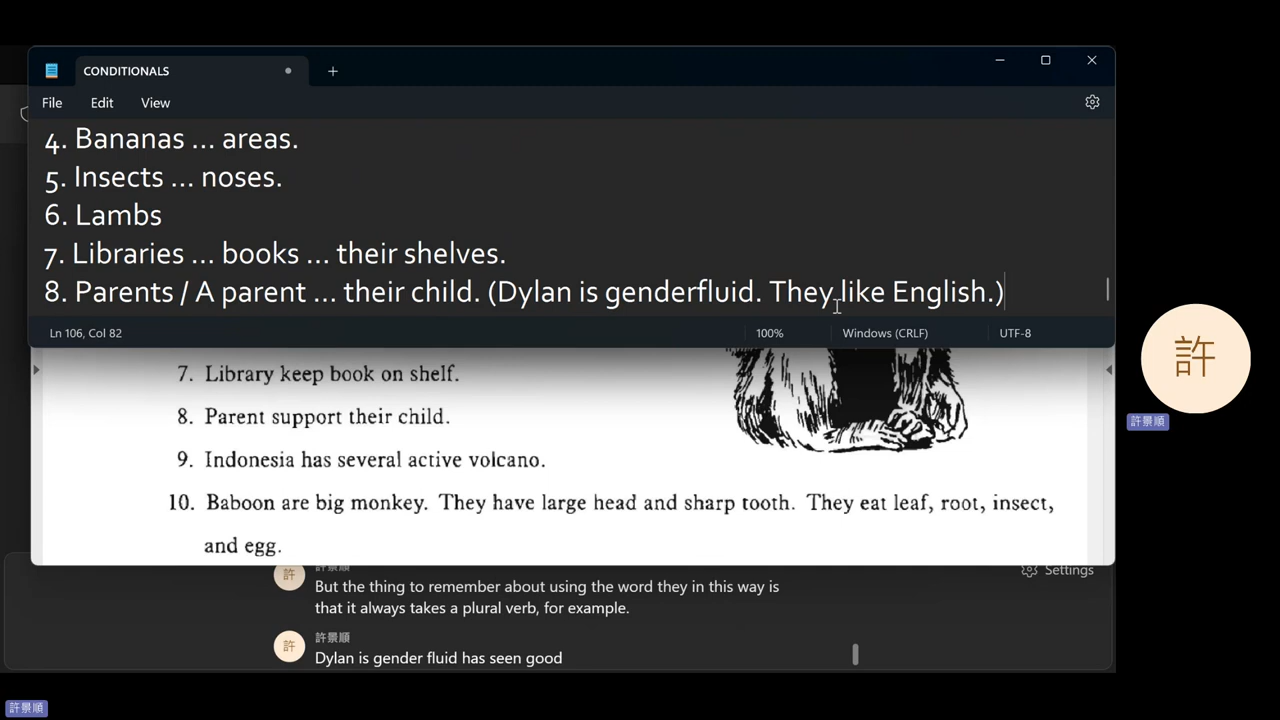 CONDITIONALS
File Edit View
4. Bananas ... areas.
5. Insects ... noses.
6. Lambs
7. Libraries ... books ... their shelves.
8. Parents / A parent ... their child. (Dylan is genderfluid. They like English.)
Ln 106, Col 82 100% Windows (CRLF) UTF-8
7. Library keep book on shelf.
8. Parent support their child.
9. Indonesia has several active volcano.
10. Baboon are big monkey. They have large head and sharp tooth. They eat leaf, root, insect,
and egg.
許
許景順
Settings
許
許景順
But the thing to remember about using the word they in this way is
that it always takes a plural verb, for example.
許
許景順
Dylan is gender fluid has seen good
許景順